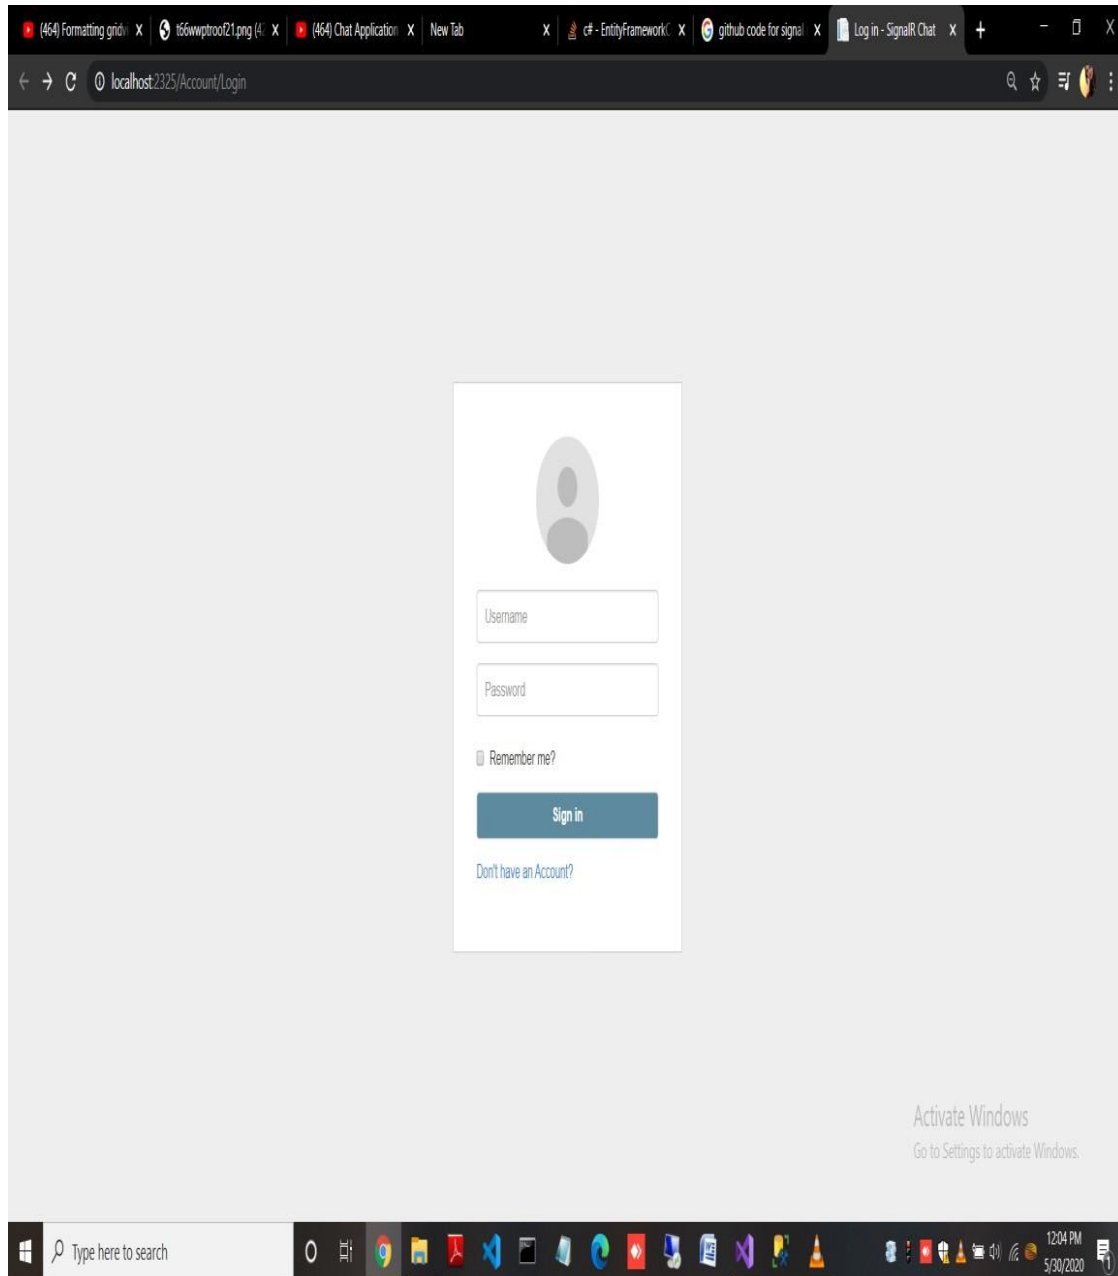 (464) Formatting gridvi
t66wwptroof21.png (4
(464) Chat Application
New Tab
c# - EntityFrameworkC
github code for signal
Log in - SignalR Chat
localhost:2325/Account/Login
Username
Password
Remember me?
Sign in
Don't have an Account?
Activate Windows
Go to Settings to activate Windows.
Type here to search
12:04 PM
5/30/2020